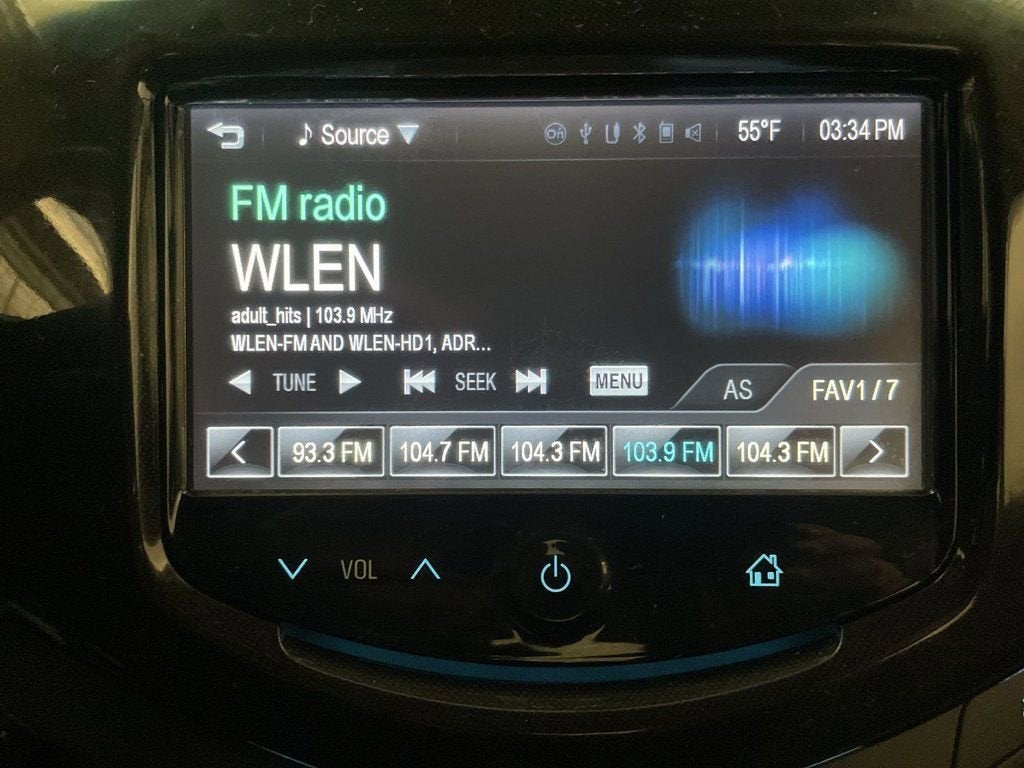 Source 55°F 03:34 PM
FM radio
WLEN
adult_hits | 103.9 MHz
WLEN-FM AND WLEN-HD1, ADR...
TUNE SEEK MENU AS FAV1 / 7
93.3 FM 104.7 FM 104.3 FM 103.9 FM 104.3 FM
VOL